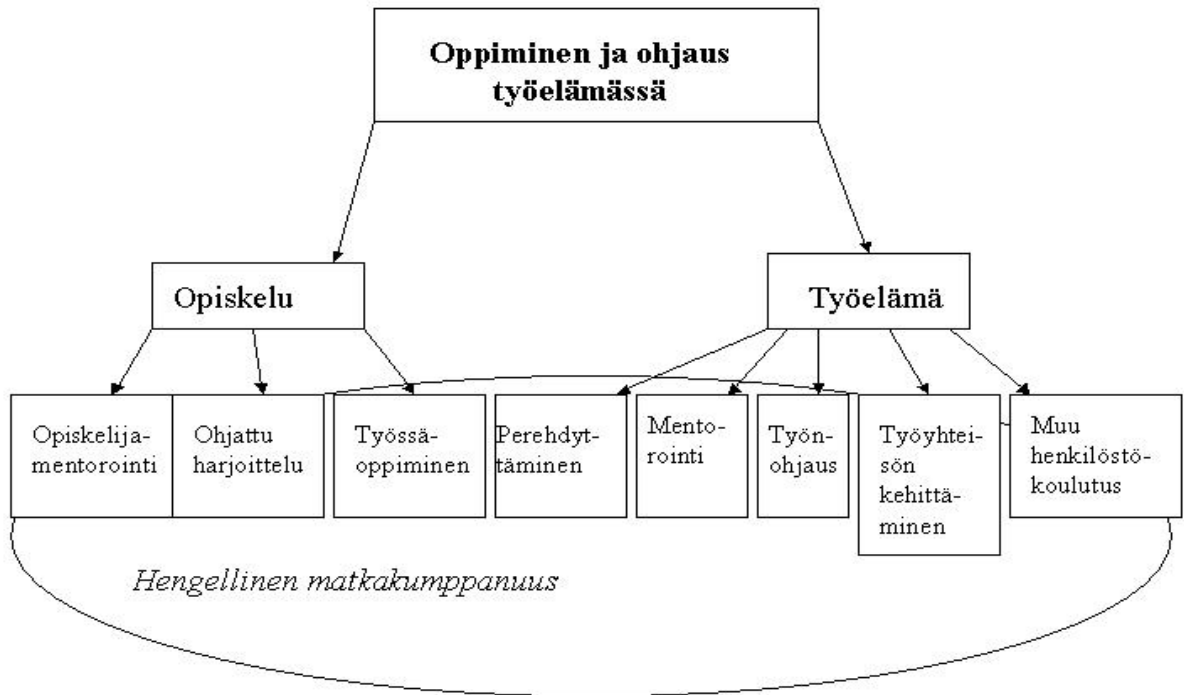 Oppiminen ja ohjaus
työelämässä
Opiskelu
Työelämä
Opiskelija-
mentorointi
Ohjattu
harjoittelu
Työssä-
oppiminen
Perehdyt-
täminen
Mento-
rointi
Työn-
ohjaus
Työyhtei-
sön
kehittä-
minen
Muu
henkilöstö-
koulutus
Hengellinen matkakumppanuus